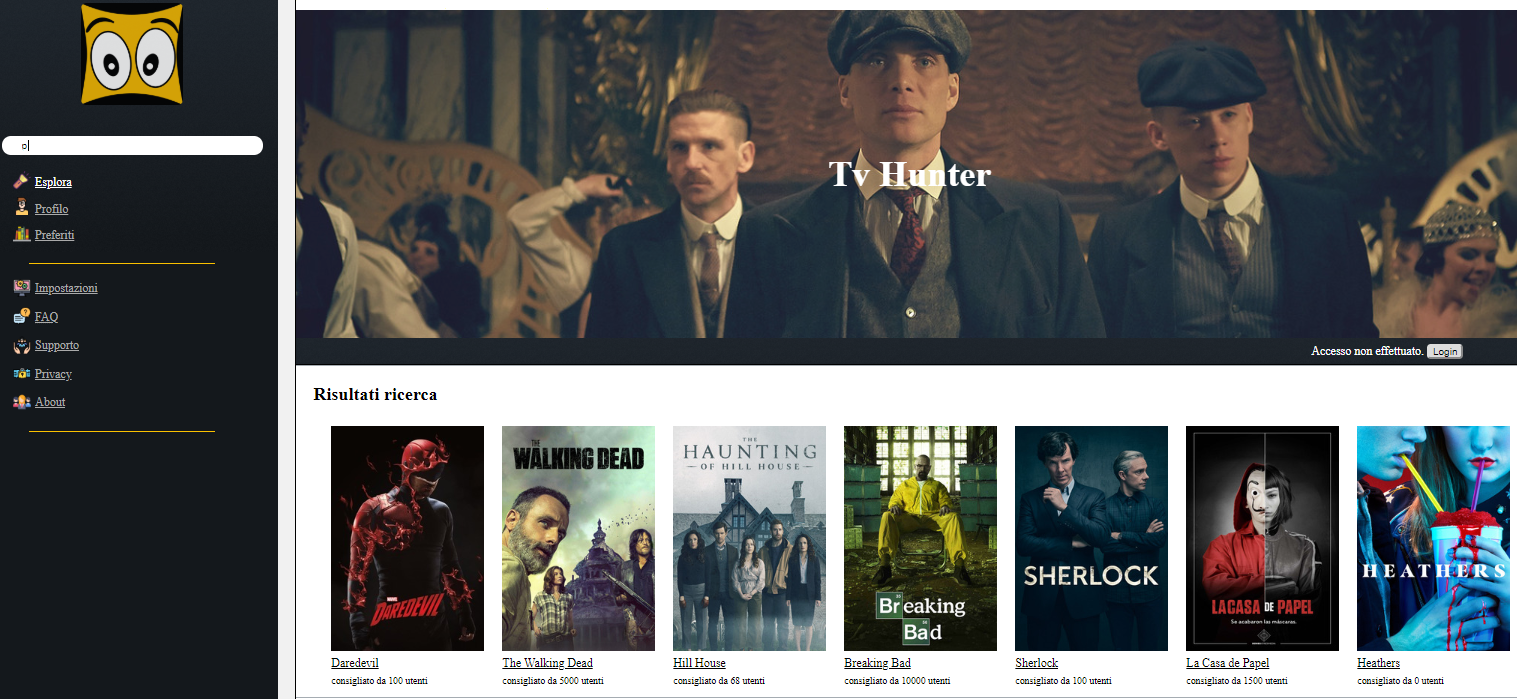 o
Esplora
Profilo
Preferiti
Impostazioni
FAQ
Supporto
Privacy
About
Tv Hunter
Accesso non effettuato. Login
Risultati ricerca
MARVEL
DAREDEVIL
Daredevil
consigliato da 100 utenti
THE
WALKING DEAD
The Walking Dead
consigliato da 5000 utenti
THE
HAUNTING
OF HILL HOUSE
Hill House
consigliato da 68 utenti
Breaking
Bad
Breaking Bad
consigliato da 10000 utenti
SHERLOCK
Sherlock
consigliato da 100 utenti
LA CASA DE PAPEL
Se acabaron las máscaras.
La Casa de Papel
consigliato da 1500 utenti
HEATHERS
Heathers
consigliato da 0 utenti